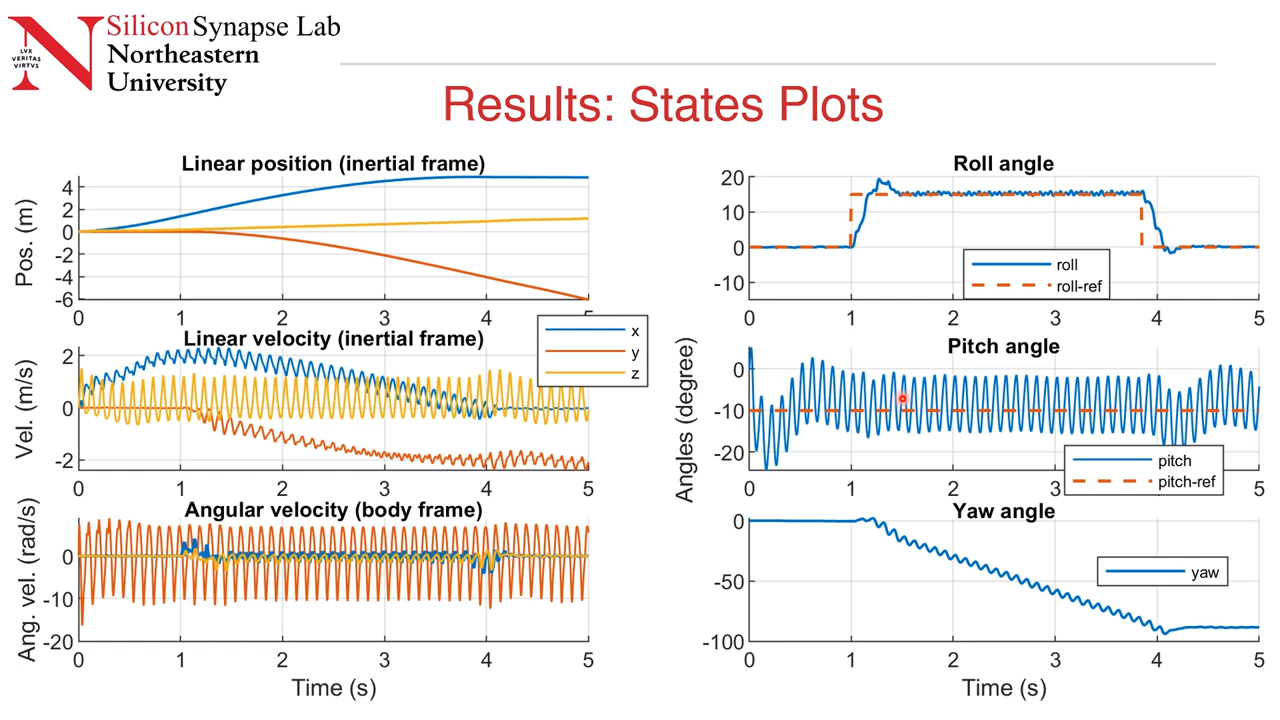 Silicon Synapse Lab
Northeastern
University
LVX
VERITAS
VIRTVS
Results: States Plots
Linear position (inertial frame)
Pos. (m)
4
2
0
-2
-4
-6
0 1 2 3 4 5
Linear velocity (inertial frame)
x
y
z
Vel. (m/s)
2
0
-2
0 1 2 3 4 5
Angular velocity (body frame)
Ang. vel. (rad/s)
0
-10
-20
0 1 2 3 4 5
Time (s)
Roll angle
20
10
0
-10
roll
roll-ref
0 1 2 3 4 5
Pitch angle
Angles (degree)
0
-10
-20
pitch
pitch-ref
0 1 2 3 4 5
Yaw angle
0
-50
-100
yaw
0 1 2 3 4 5
Time (s)